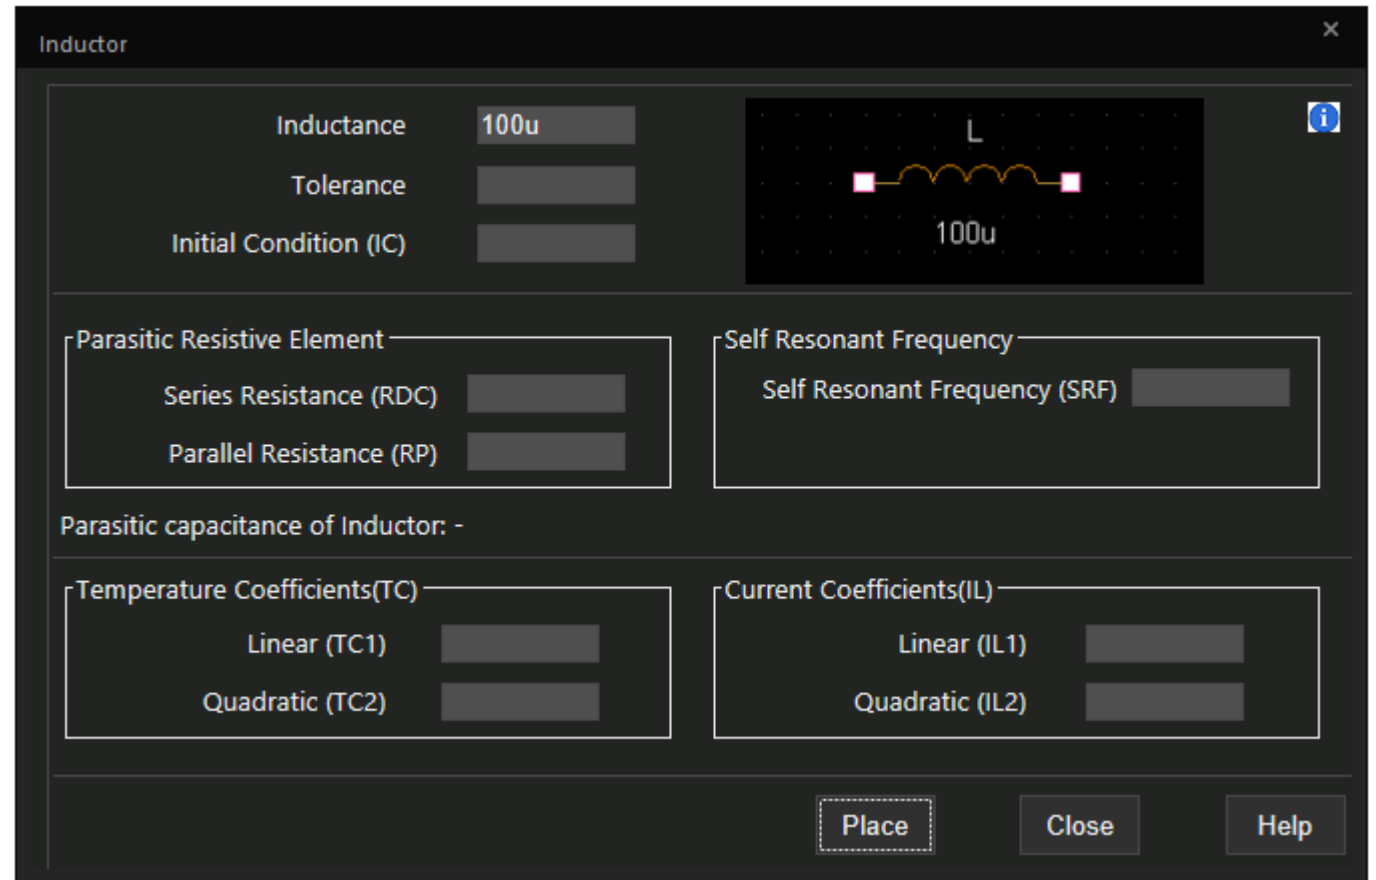 Inductor ×
Inductance 100u
Tolerance
Initial Condition (IC)
L
100u
i
Parasitic Resistive Element
Series Resistance (RDC)
Parallel Resistance (RP)
Self Resonant Frequency
Self Resonant Frequency (SRF)
Parasitic capacitance of Inductor: -
Temperature Coefficients(TC)
Linear (TC1)
Quadratic (TC2)
Current Coefficients(IL)
Linear (IL1)
Quadratic (IL2)
Place Close Help